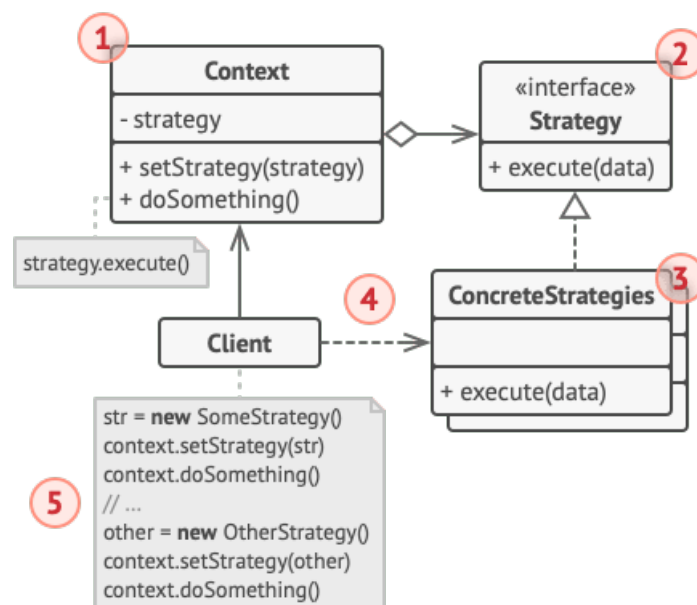 1
Context
- strategy
+ setStrategy(strategy)
+ doSomething()
strategy.execute()
2
«interface»
Strategy
+ execute(data)
3
ConcreteStrategies
+ execute(data)
4
Client
5
str = new SomeStrategy()
context.setStrategy(str)
context.doSomething()
// ...
other = new OtherStrategy()
context.setStrategy(other)
context.doSomething()